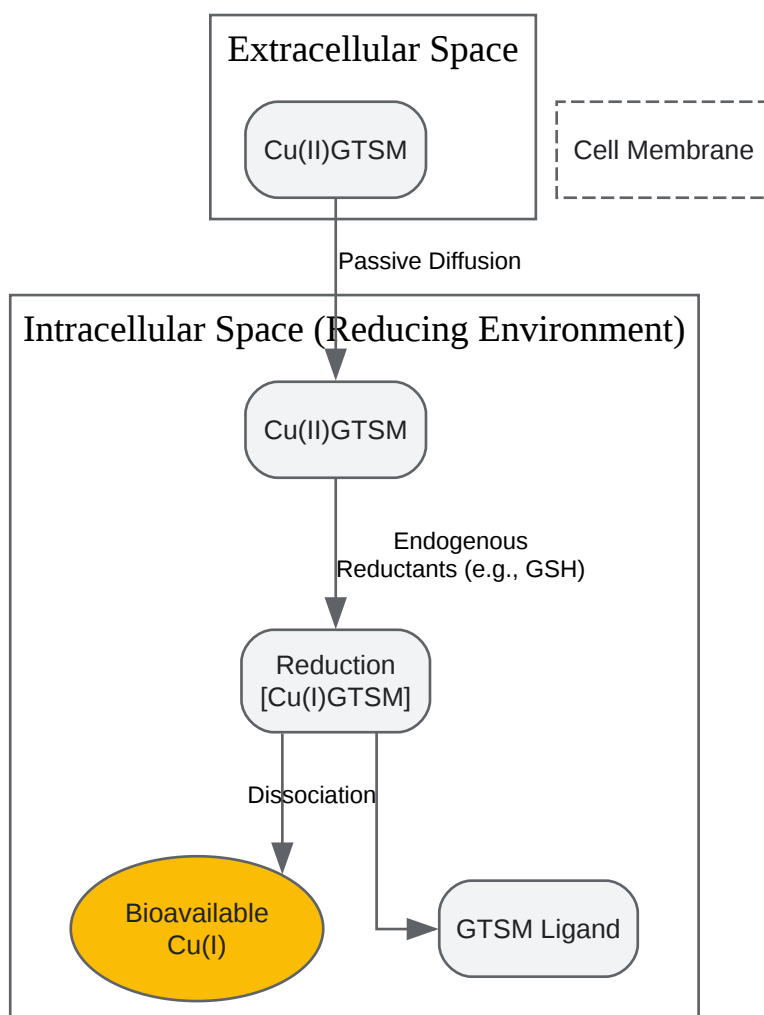 Extracellular Space
Cu(II)GTSM
Cell Membrane
Passive Diffusion
Intracellular Space (Reducing Environment)
Cu(II)GTSM
Endogenous
Reductants (e.g., GSH)
Reduction
[Cu(I)GTSM]
Dissociation
Bioavailable
Cu(I)
GTSM Ligand